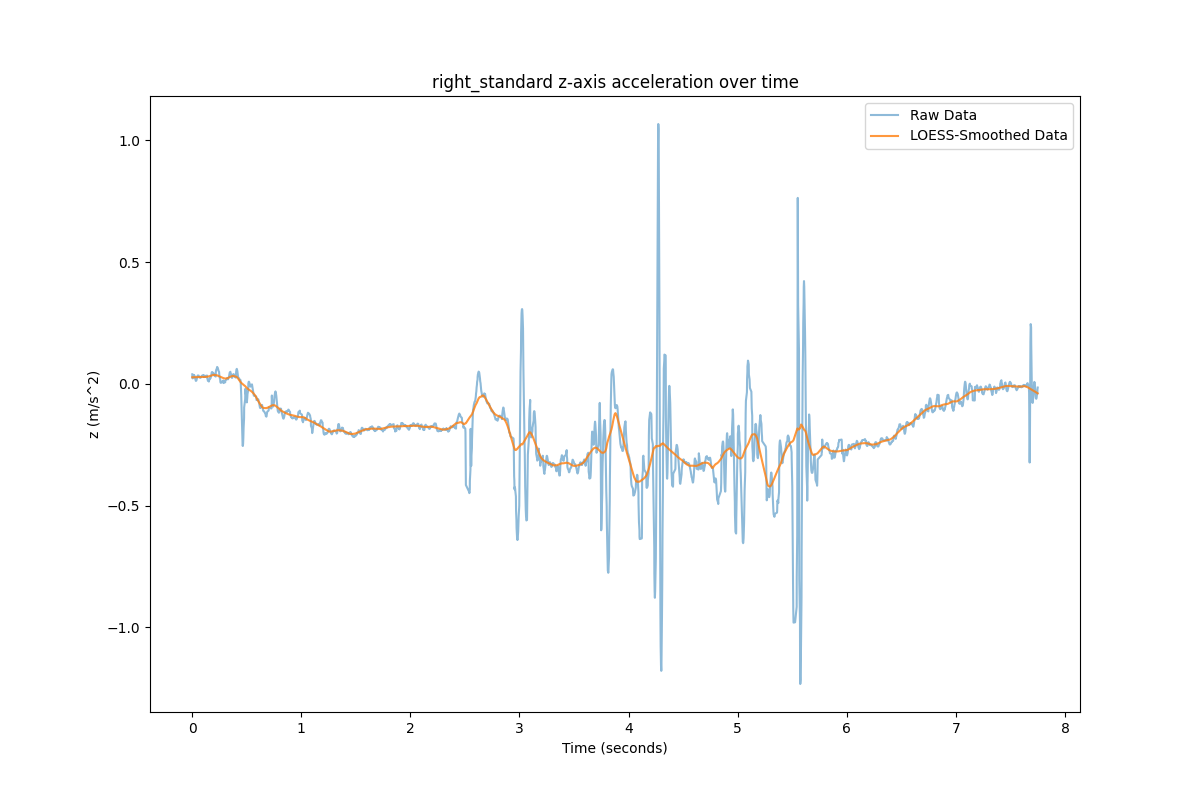 right_standard z-axis acceleration over time
Raw Data
LOESS-Smoothed Data
1.0
0.5
0.0
−0.5
−1.0
z (m/s^2)
0 1 2 3 4 5 6 7 8
Time (seconds)